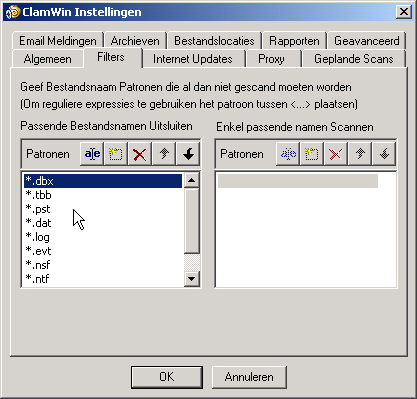 ClamWin Instellingen
Email Meldingen Archieven Bestandslocaties Rapporten Geavanceerd
Algemeen Filters Internet Updates Proxy Geplande Scans
Geef Bestandsnaam Patronen die al dan niet gescand moeten worden
(Om reguliere expressies te gebruiken het patroon tussen <...> plaatsen)
Passende Bestandsnamen Uitsluiten Enkel passende namen Scannen
Patronen Patronen
*.dbx
*.tbb
*.pst
*.dat
*.log
*.evt
*.nsf
*.ntf
OK Annuleren